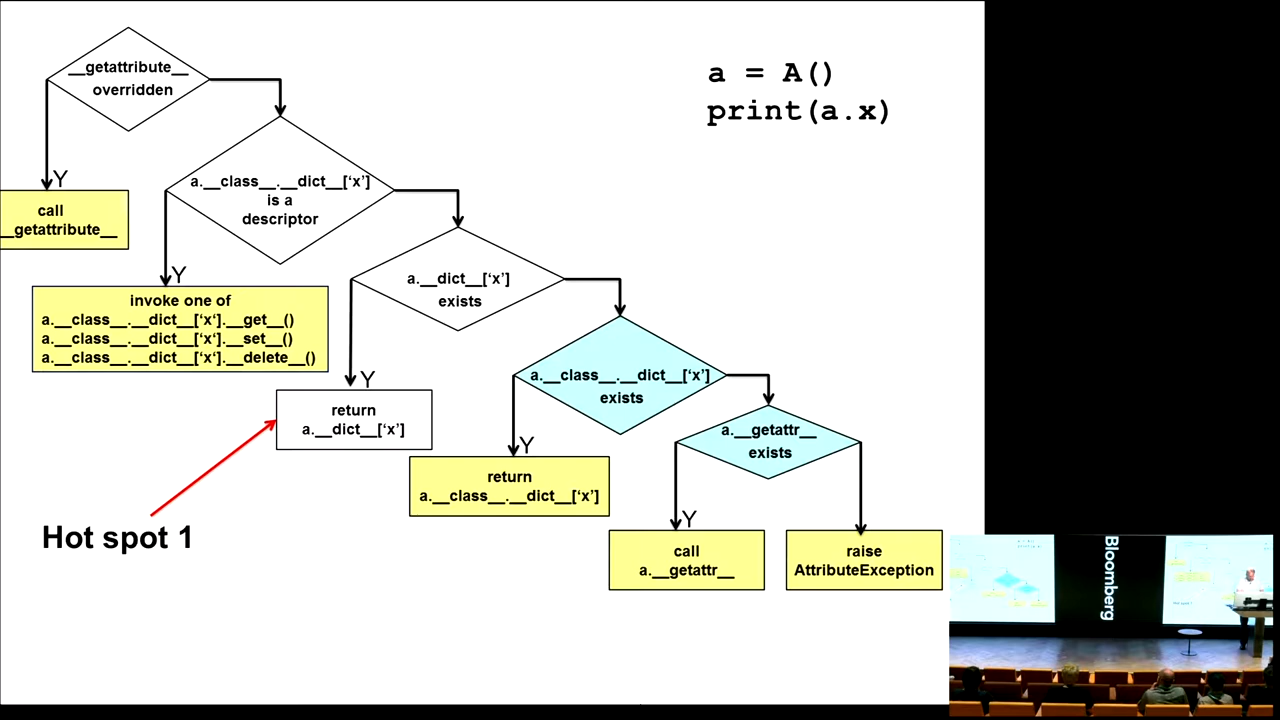 a = A()
print(a.x)
__getattribute__
overridden
Y
call
__getattribute__
a.__class__.__dict__[‘x’]
is a
descriptor
Y
invoke one of
a.__class__.__dict__[‘x‘].__get__()
a.__class__.__dict__[‘x‘].__set__()
a.__class__.__dict__[‘x‘].__delete__()
a.__dict__[‘x’]
exists
Y
return
a.__dict__[‘x’]
Hot spot 1
a.__class__.__dict__[‘x’]
exists
Y
return
a.__class__.__dict__[‘x’]
a.__getattr__
exists
Y
call
a.__getattr__
raise
AttributeException
Bloomberg